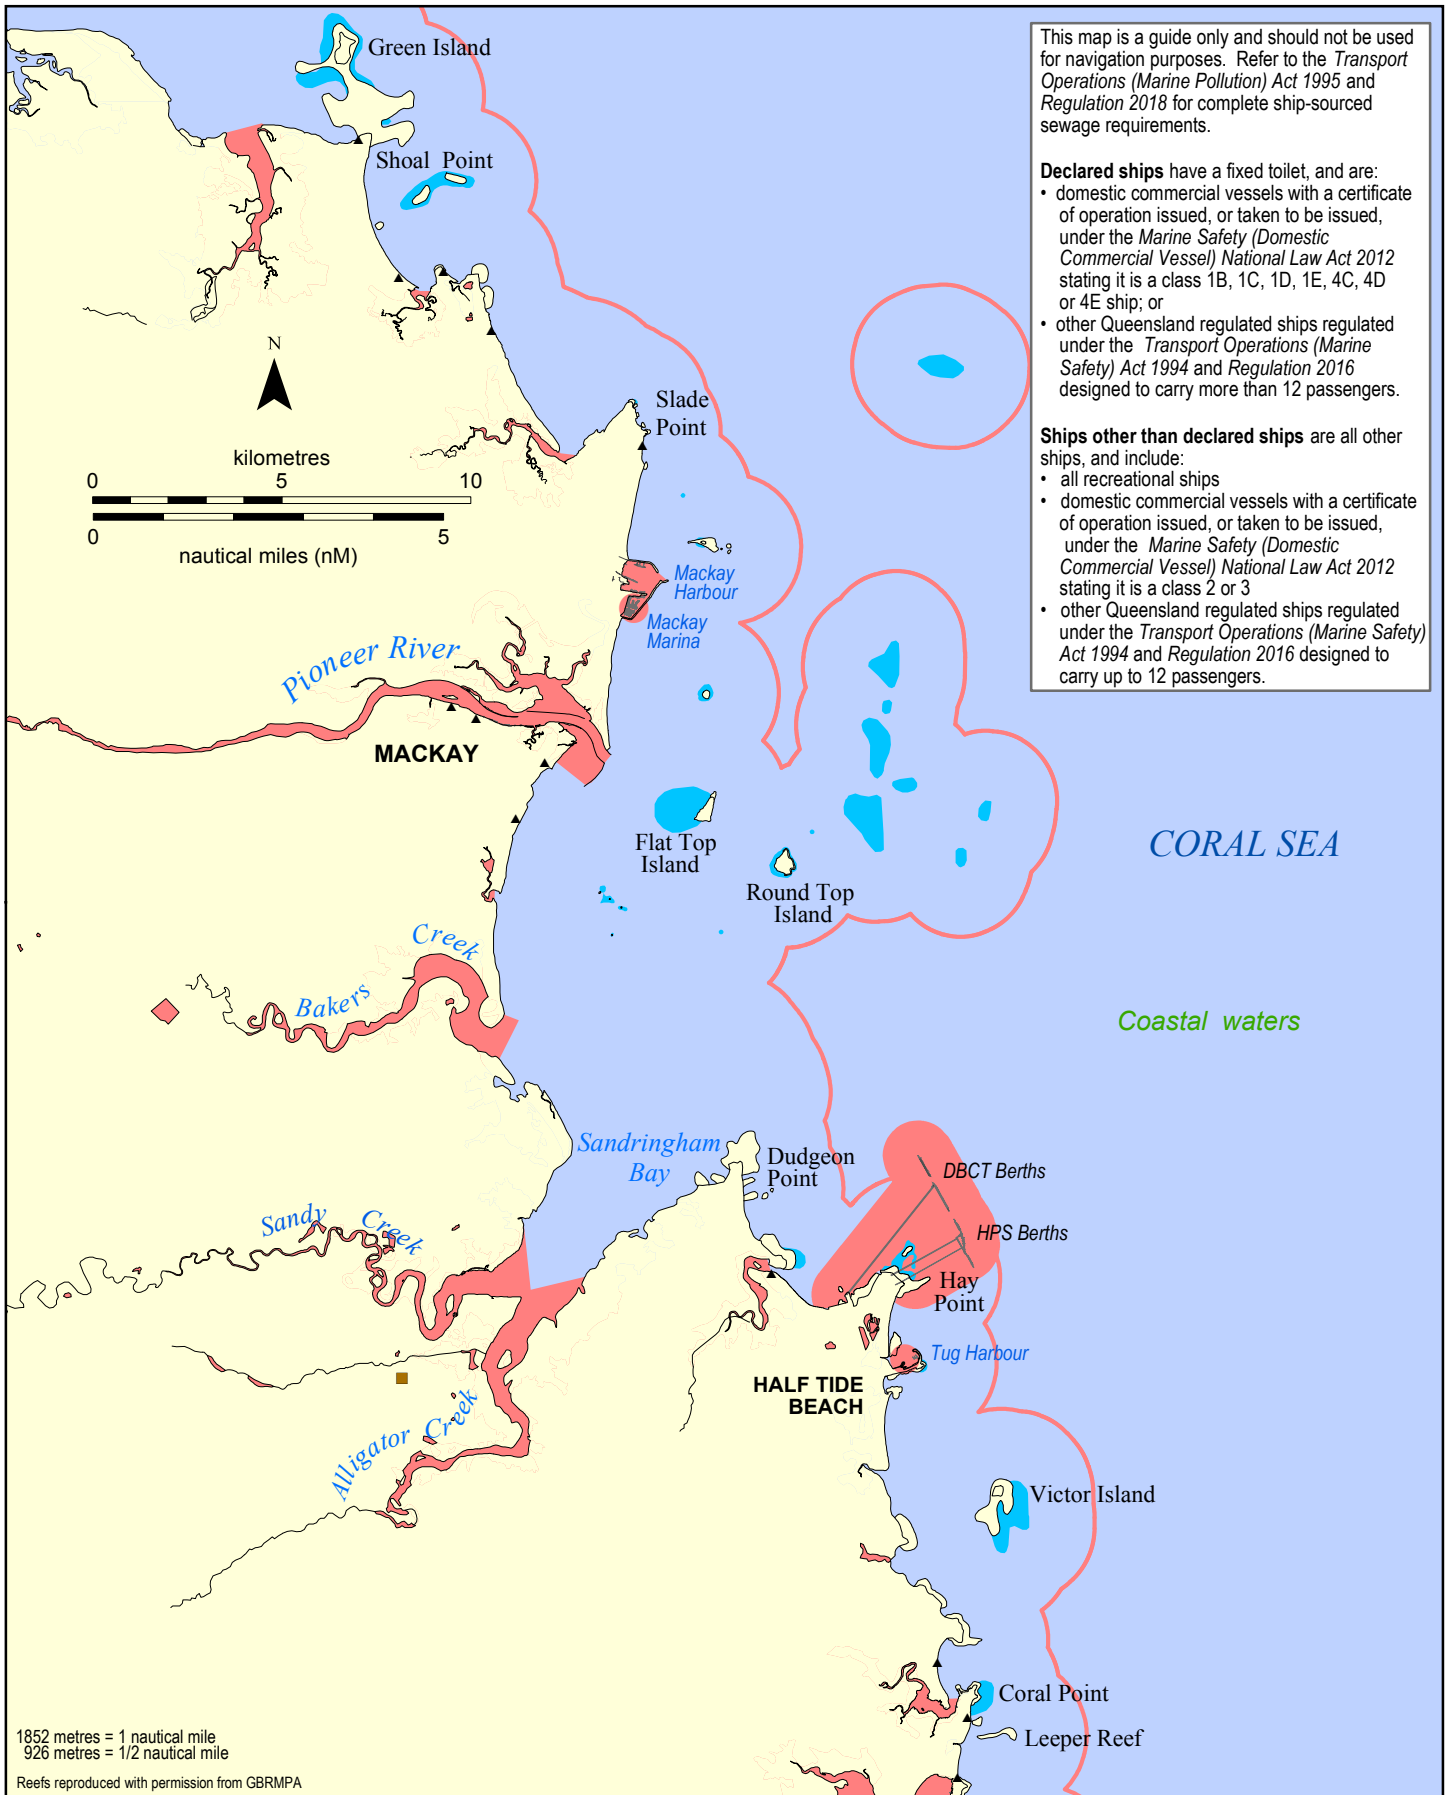 Green Island
Shoal Point
N
kilometres
0 5 10
0 5
nautical miles (nM)
Slade
Point
Mackay
Harbour
Mackay
Marina
Pioneer River
MACKAY
Flat Top
Island
Round Top
Island
CORAL SEA
Creek
Bakers
Coastal waters
Sandringham
Bay
Dudgeon
Point
DBCT Berths
HPS Berths
Sandy
Creek
Hay
Point
Tug Harbour
HALF TIDE
BEACH
Alligator Creek
Victor Island
Coral Point
Leeper Reef
1852 metres = 1 nautical mile
926 metres = 1/2 nautical mile
Reefs reproduced with permission from GBRMPA
This map is a guide only and should not be used
for navigation purposes. Refer to the Transport
Operations (Marine Pollution) Act 1995 and
Regulation 2018 for complete ship-sourced
sewage requirements.
Declared ships have a fixed toilet, and are:
• domestic commercial vessels with a certificate
of operation issued, or taken to be issued,
under the Marine Safety (Domestic
Commercial Vessel) National Law Act 2012
stating it is a class 1B, 1C, 1D, 1E, 4C, 4D
or 4E ship; or
• other Queensland regulated ships regulated
under the Transport Operations (Marine
Safety) Act 1994 and Regulation 2016
designed to carry more than 12 passengers.
Ships other than declared ships are all other
ships, and include:
• all recreational ships
• domestic commercial vessels with a certificate
of operation issued, or taken to be issued,
under the Marine Safety (Domestic
Commercial Vessel) National Law Act 2012
stating it is a class 2 or 3
• other Queensland regulated ships regulated
under the Transport Operations (Marine Safety)
Act 1994 and Regulation 2016 designed to
carry up to 12 passengers.